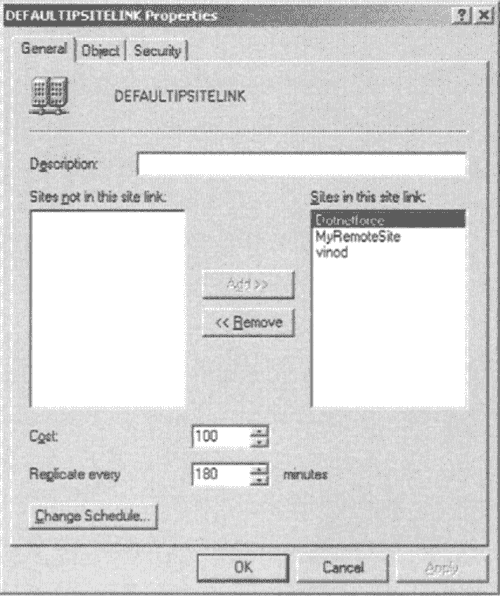 DEFAULTIPSITELINK Properties
General Object Security
DEFAULTIPSITELINK
Description:
Sites not in this site link: Sites in this site link:
Dotnetforce
MyRemoteSite
vinod
Add >>
<< Remove
Cost: 100
Replicate every 180 minutes
Change Schedule...
OK Cancel Apply